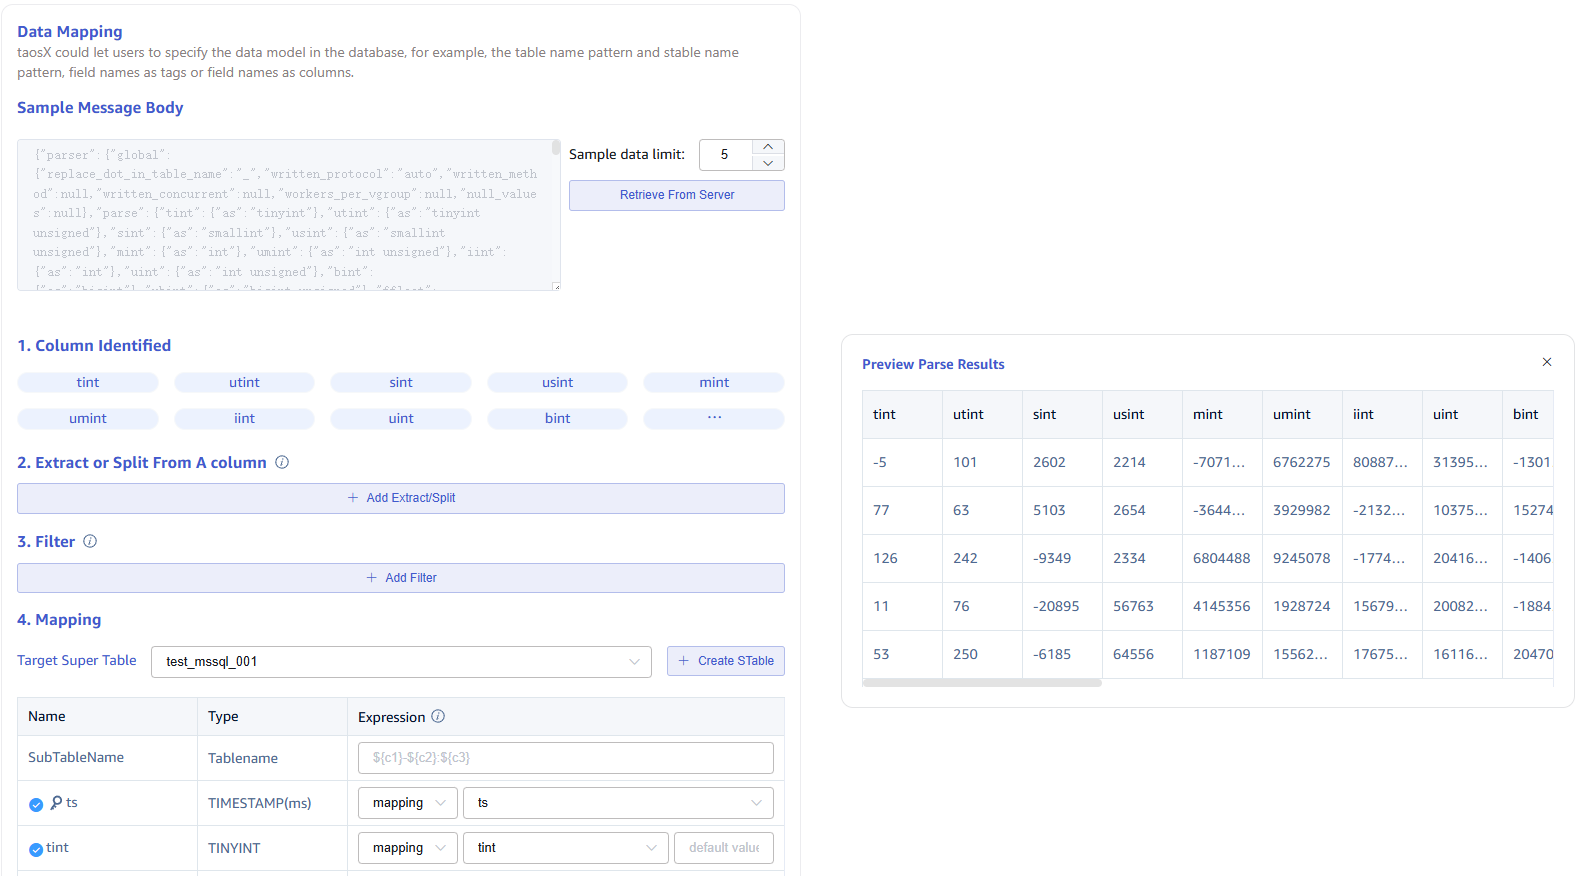 Data Mapping
taosX could let users to specify the data model in the database, for example, the table name pattern and stable name
pattern, field names as tags or field names as columns.
Sample Message Body
{"parser":{"global":
{"replace_dot_in_table_name":"_","written_protocol":"auto","written_meth
od":null,"written_concurrent":null,"workers_per_vgroup":null,"null_value
s":null},"parse":{"tint":{"as":"tinyint"},"utint":{"as":"tinyint
unsigned"},"sint":{"as":"smallint"},"usint":{"as":"smallint
unsigned"},"mint":{"as":"int"},"umint":{"as":"int unsigned"},"iint":
{"as":"int"},"uint":{"as":"int unsigned"},"bint":
Sample data limit: 5
Retrieve From Server
1. Column Identified
tint utint sint usint mint
umint iint uint bint ...
2. Extract or Split From A column
+ Add Extract/Split
3. Filter
+ Add Filter
4. Mapping
Target Super Table test_mssql_001 + Create STable
Name Type Expression
SubTableName Tablename ${c1}-${c2}:${c3}
ts TIMESTAMP(ms) mapping ts
tint TINYINT mapping tint default value
Preview Parse Results
tint utint sint usint mint umint iint uint bint
-5 101 2602 2214 -7071... 6762275 80887... 31395... -1301
77 63 5103 2654 -3644... 3929982 -2132... 10375... 15274
126 242 -9349 2334 6804488 9245078 -1774... 20416... -1406
11 76 -20895 56763 4145356 1928724 15679... 20082... -1884
53 250 -6185 64556 1187109 15562... 17675... 16116... 20470